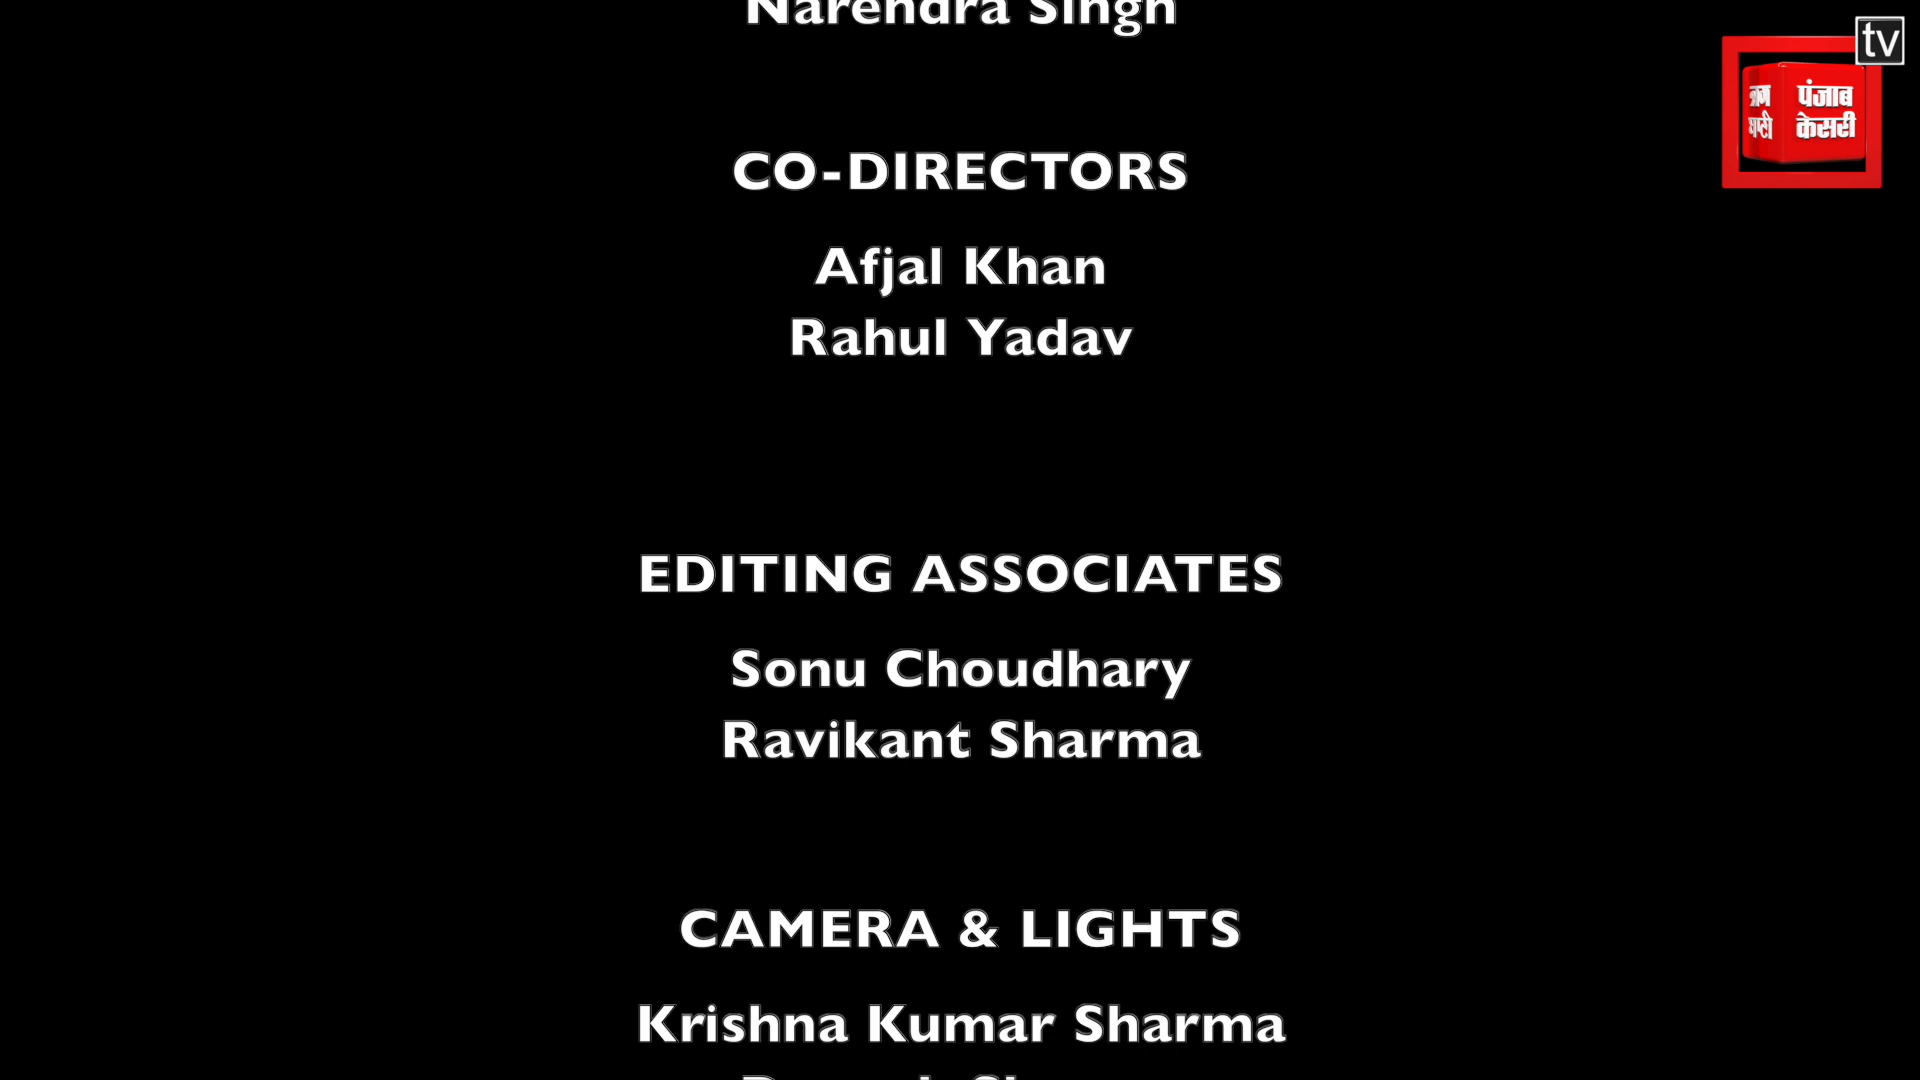 Narendra Singh
tv
पंजाब
केसरी
CO-DIRECTORS
Afjal Khan
Rahul Yadav
EDITING ASSOCIATES
Sonu Choudhary
Ravikant Sharma
CAMERA & LIGHTS
Krishna Kumar Sharma